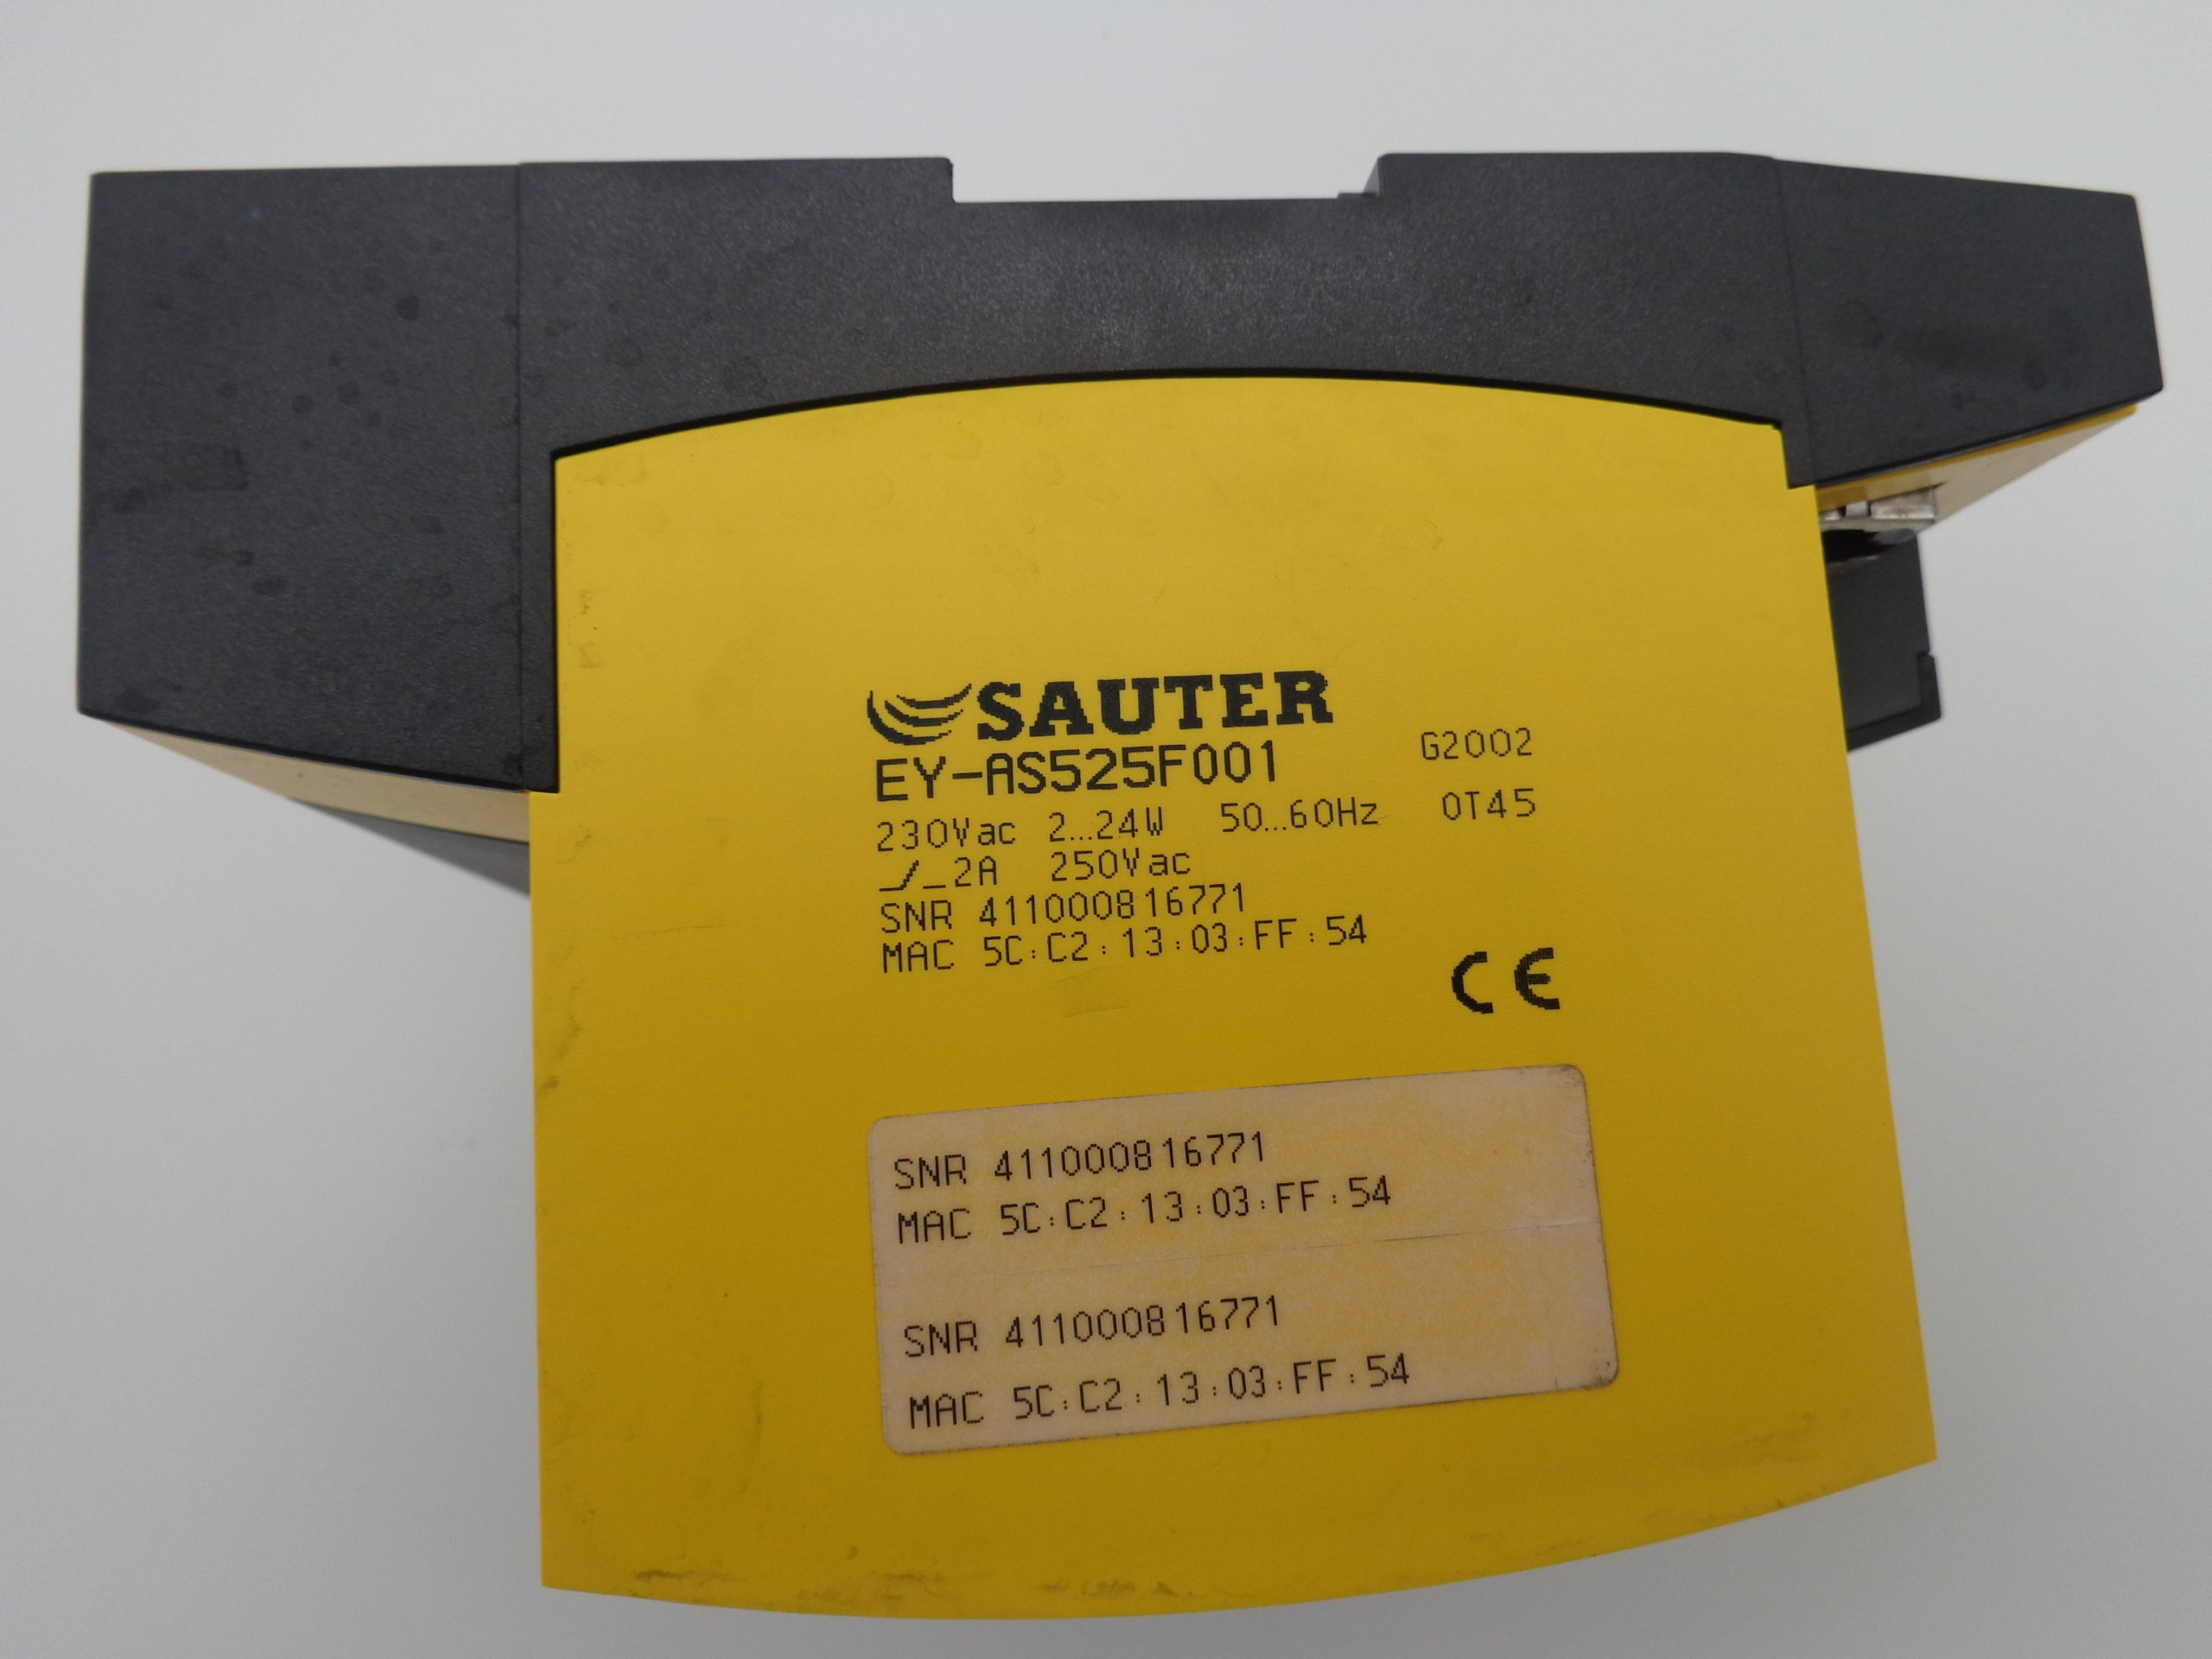 SAUTER
EY-AS525F001 G2002
230Vac 2...24W 50...60Hz 0T45
_/_2A 250Vac
SNR 411000816771
MAC 5C:C2:13:03:FF:54
CE
SNR 411000816771
MAC 5C:C2:13:03:FF:54
SNR 411000816771
MAC 5C:C2:13:03:FF:54